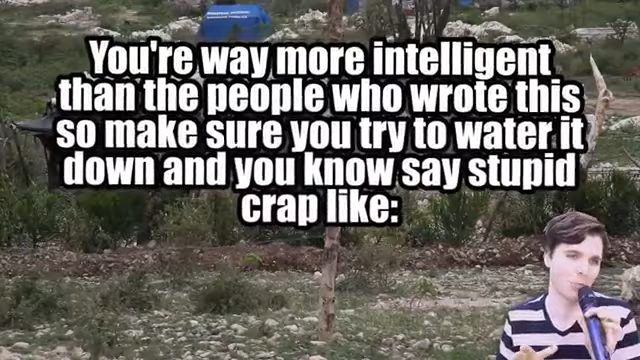 You're way more intelligent
than the people who wrote this
so make sure you try to water it
down and you know say stupid
crap like: